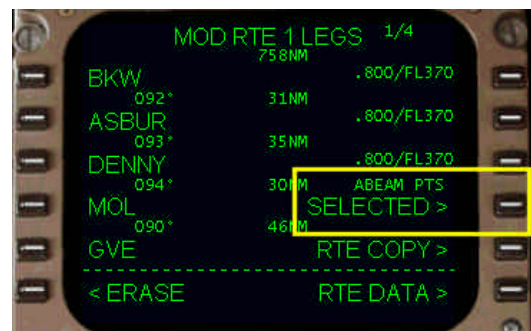 MOD RTE 1 LEGS 1/4
758NM
BKW .800/FL370
092° 31NM
ASBUR .800/FL370
093° 35NM
DENNY .800/FL370
094° 30NM ABEAM PTS
MOL SELECTED >
090° 46NM
GVE RTE COPY >
< ERASE RTE DATA >